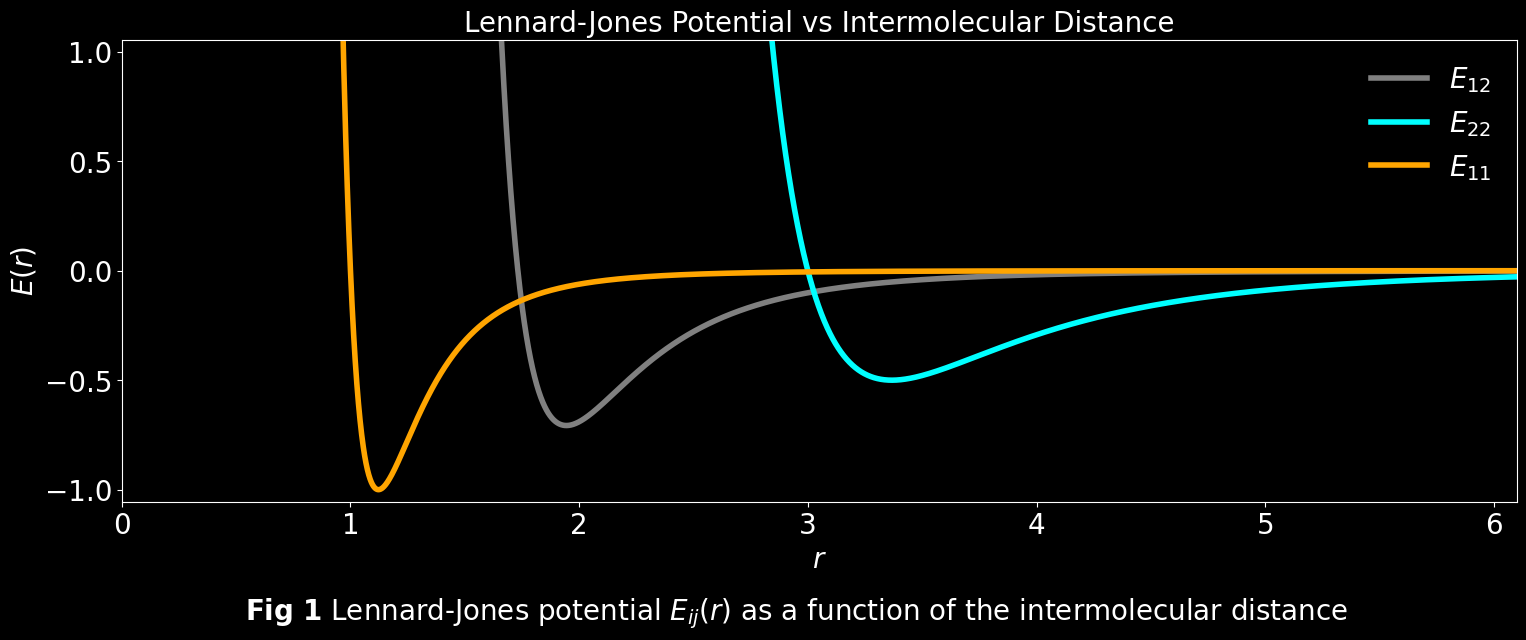 Lennard-Jones Potential vs Intermolecular Distance
1.0
0.5
0.0
−0.5
−1.0
E(r)
E₁₂
E₂₂
E₁₁
0 1 2 3 4 5 6
r
Fig 1 Lennard-Jones potential Eᵢⱼ(r) as a function of the intermolecular distance